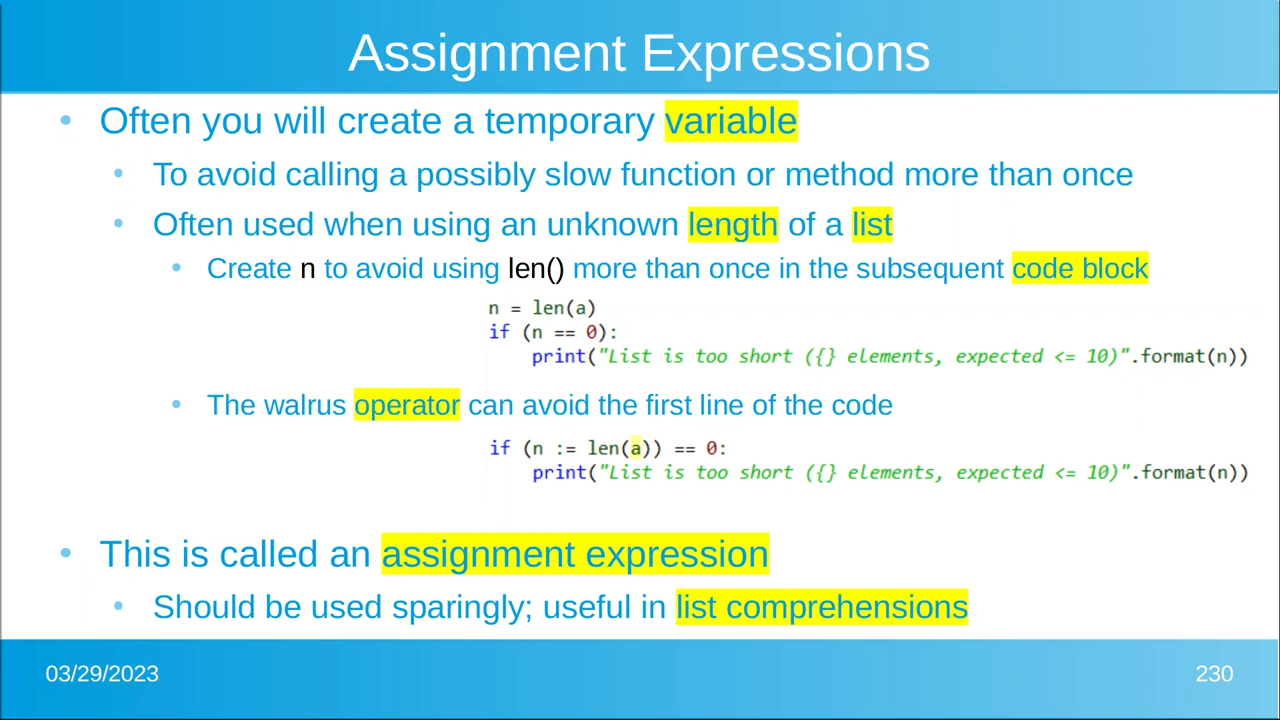 Assignment Expressions
Often you will create a temporary variable
To avoid calling a possibly slow function or method more than once
Often used when using an unknown length of a list
Create n to avoid using len() more than once in the subsequent code block
n = len(a)
if (n == 0):
    print("List is too short ({} elements, expected <= 10)".format(n))
The walrus operator can avoid the first line of the code
if (n := len(a)) == 0:
    print("List is too short ({} elements, expected <= 10)".format(n))
This is called an assignment expression
Should be used sparingly; useful in list comprehensions
03/29/2023
230